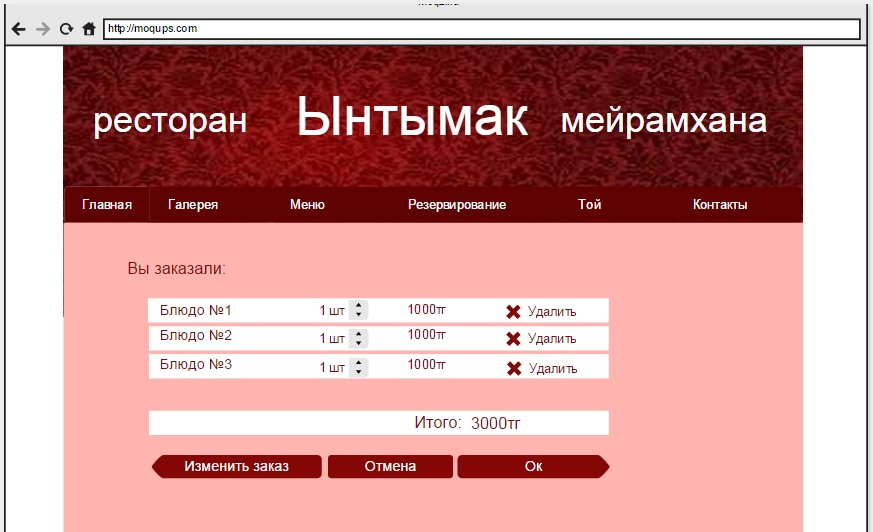 http://moqups.com
ресторан Ынтымак мейрамхана
Главная Галерея Меню Резервирование Той Контакты
Вы заказали:
Блюдо №1 1 шт 1000тг Удалить
Блюдо №2 1 шт 1000тг Удалить
Блюдо №3 1 шт 1000тг Удалить
Итого: 3000тг
Изменить заказ Отмена Ок